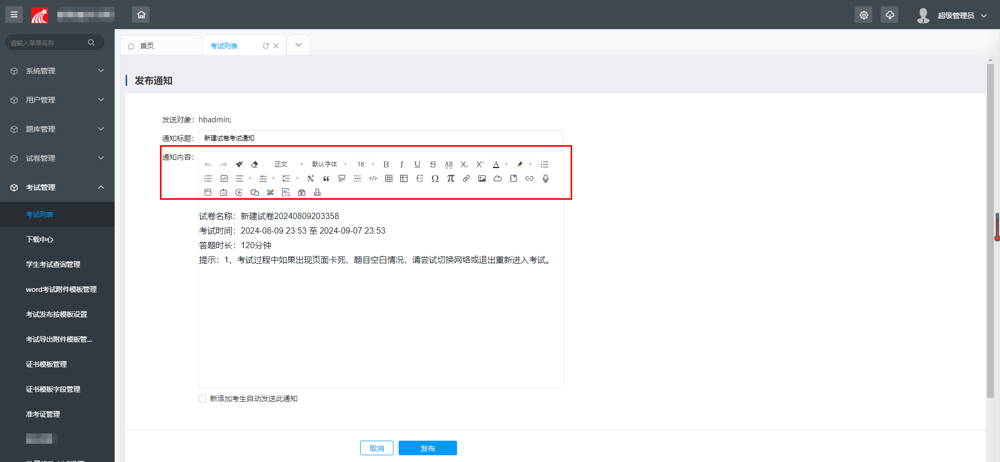 超级管理员
请输入菜单名称
首页
考试列表
系统管理
用户管理
题库管理
试卷管理
考试管理
考试列表
下载中心
学生考试查询管理
word考试附件模板管理
考试发布按模板设置
考试导出附件模板管...
证书模板管理
证书模板字段管理
准考证管理
发布通知
发送对象： hbadmin;
通知标题： 新建试卷考试通知
通知内容：
正文 默认字体 16
试卷名称：新建试卷20240809203358
考试时间：2024-08-09 23:53 至 2024-09-07 23:53
答题时长：120分钟
提示：1、考试过程中如果出现页面卡死、题目空白情况，请尝试切换网络或退出重新进入考试。
新添加考生自动发送此通知
取消 发布